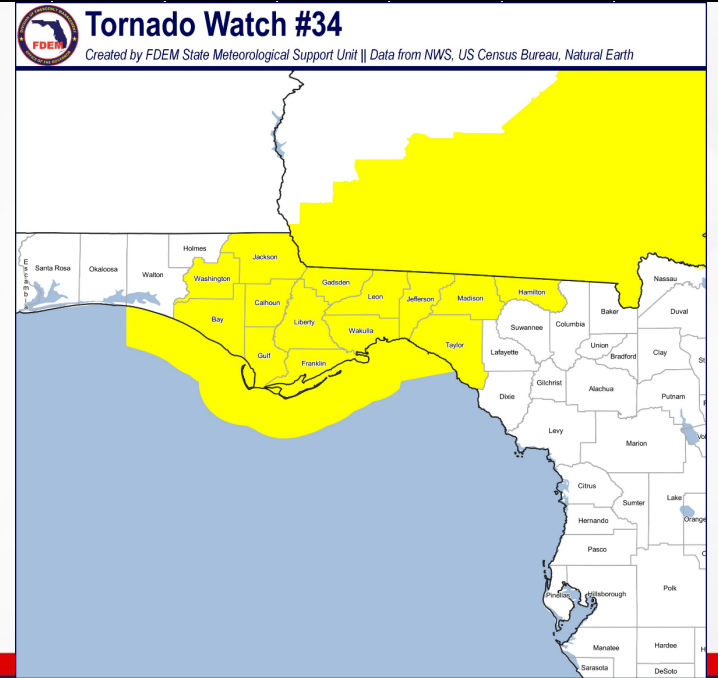 Tornado Watch #34
FDEM
Created by FDEM State Meteorological Support Unit || Data from NWS, US Census Bureau, Natural Earth
Holmes
Jackson
Escambia
Santa Rosa
Okaloosa
Walton
Washington
Gadsden
Leon
Jefferson
Madison
Hamilton
Nassau
Calhoun
Bay
Liberty
Wakulla
Suwannee
Columbia
Baker
Duval
Gulf
Franklin
Taylor
Lafayette
Union
Bradford
Clay
St
Dixie
Gilchrist
Alachua
Putnam
Levy
Marion
Vol
Citrus
Sumter
Lake
Orange
Hernando
Pasco
Pinellas
Hillsborough
Polk
Manatee
Hardee
H
Sarasota
DeSoto